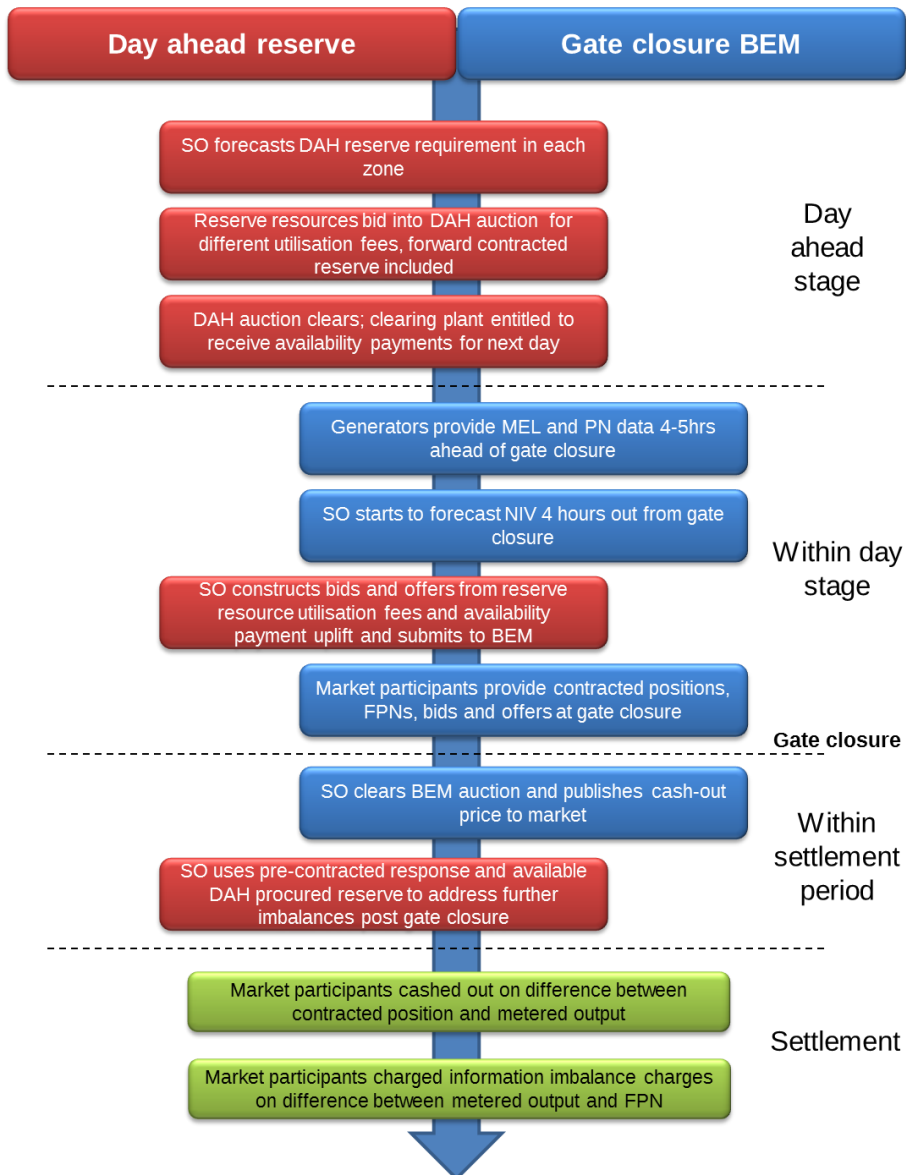 Day ahead reserve
Gate closure BEM
SO forecasts DAH reserve requirement in each
zone
Reserve resources bid into DAH auction for
different utilisation fees, forward contracted
reserve included
DAH auction clears; clearing plant entitled to
receive availability payments for next day
Day
ahead
stage
Generators provide MEL and PN data 4-5hrs
ahead of gate closure
SO starts to forecast NIV 4 hours out from gate
closure
SO constructs bids and offers from reserve
resource utilisation fees and availability
payment uplift and submits to BEM
Market participants provide contracted positions,
FPNs, bids and offers at gate closure
Within day
stage
Gate closure
SO clears BEM auction and publishes cash-out
price to market
SO uses pre-contracted response and available
DAH procured reserve to address further
imbalances post gate closure
Within
settlement
period
Market participants cashed out on difference between
contracted position and metered output
Market participants charged information imbalance charges
on difference between metered output and FPN
Settlement